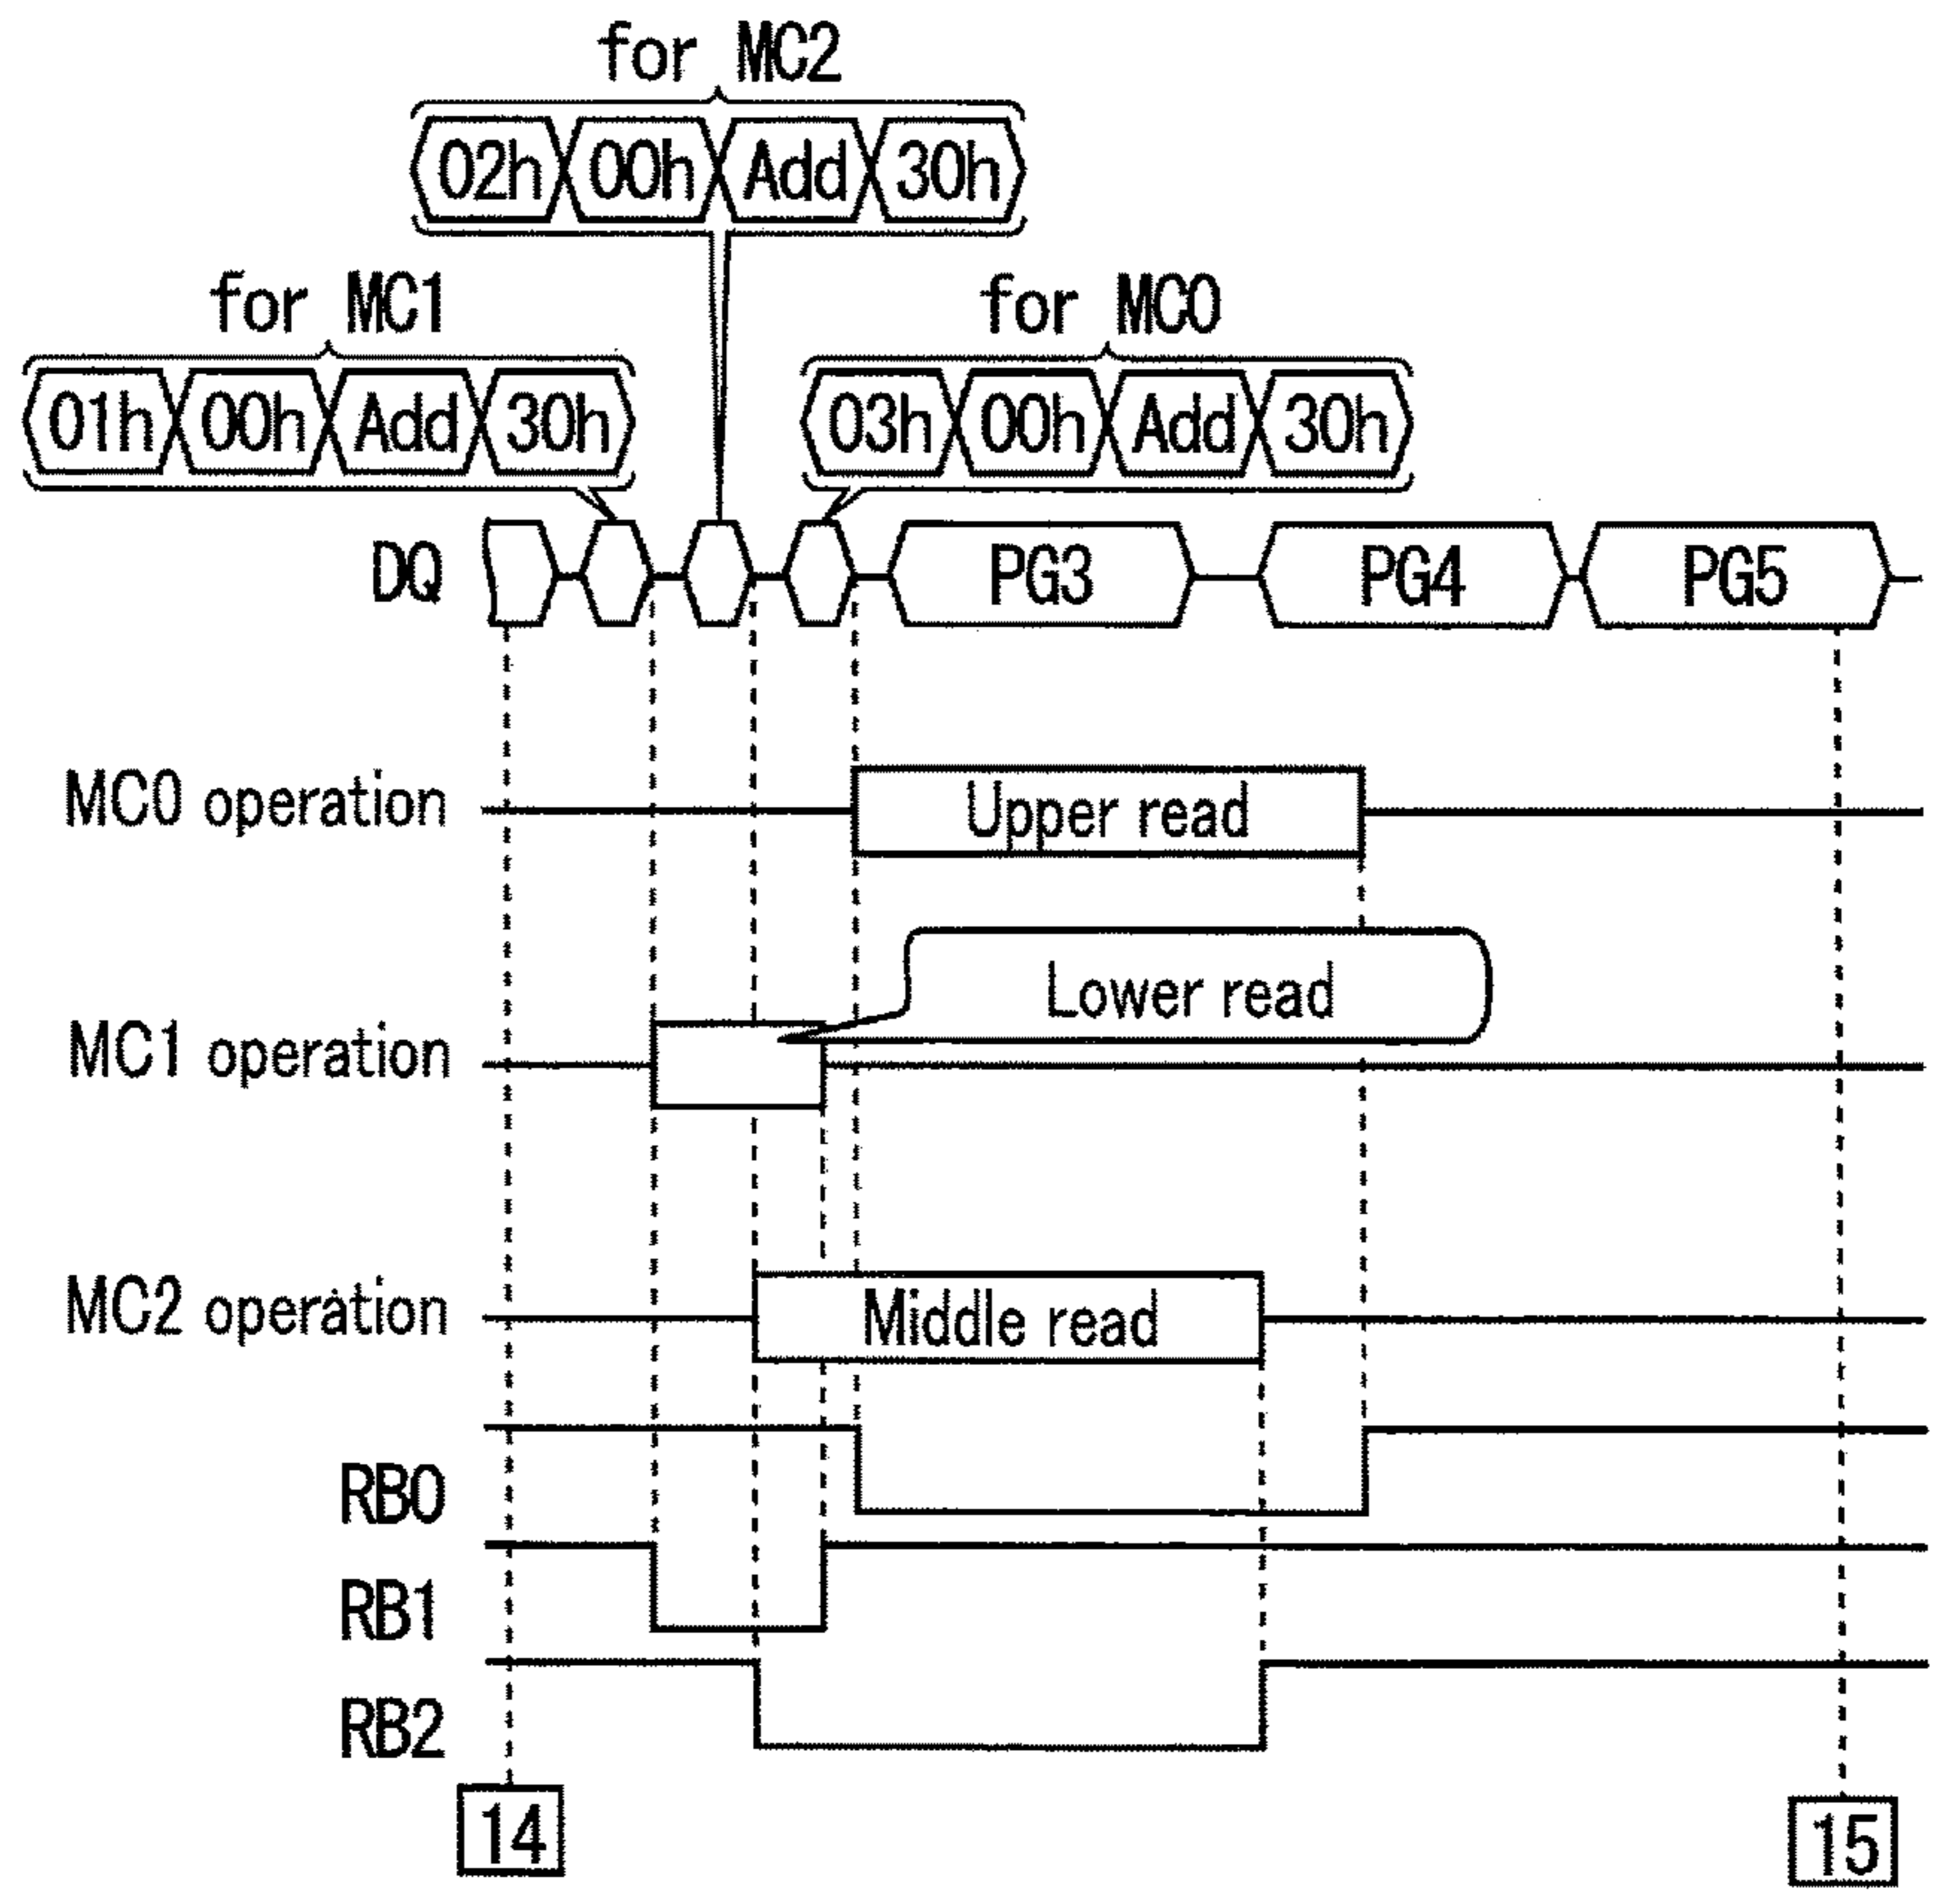 for MC2
02h 00h Add 30h
for MC1
for MC0
01h 00h Add 30h
03h 00h Add 30h
DQ
PG3
PG4
PG5
MC0 operation
Upper read
Lower read
MC1 operation
MC2 operation
Middle read
RB0
RB1
RB2
14
15